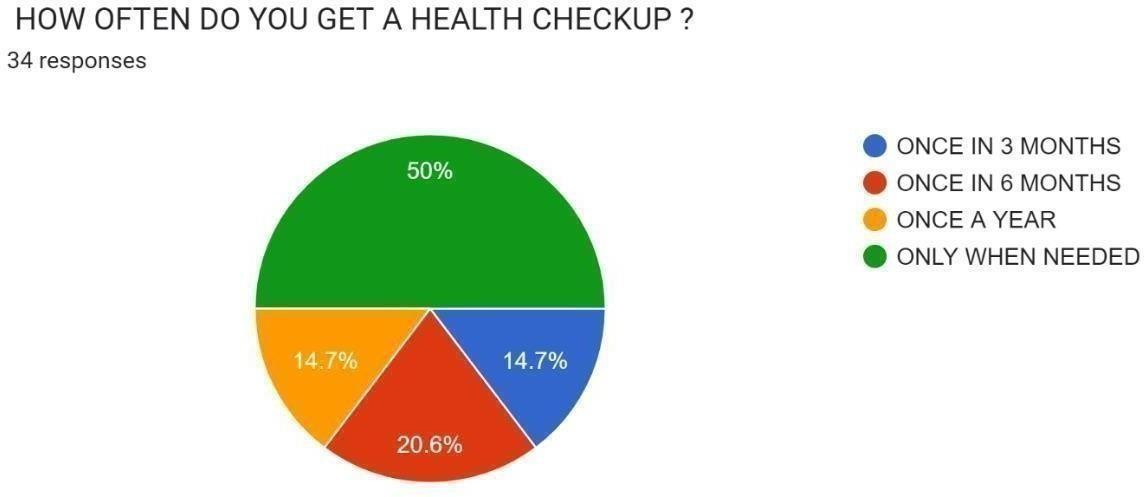 HOW OFTEN DO YOU GET A HEALTH CHECKUP ?
34 responses
50%
14.7%
14.7%
20.6%
ONCE IN 3 MONTHS
ONCE IN 6 MONTHS
ONCE A YEAR
ONLY WHEN NEEDED